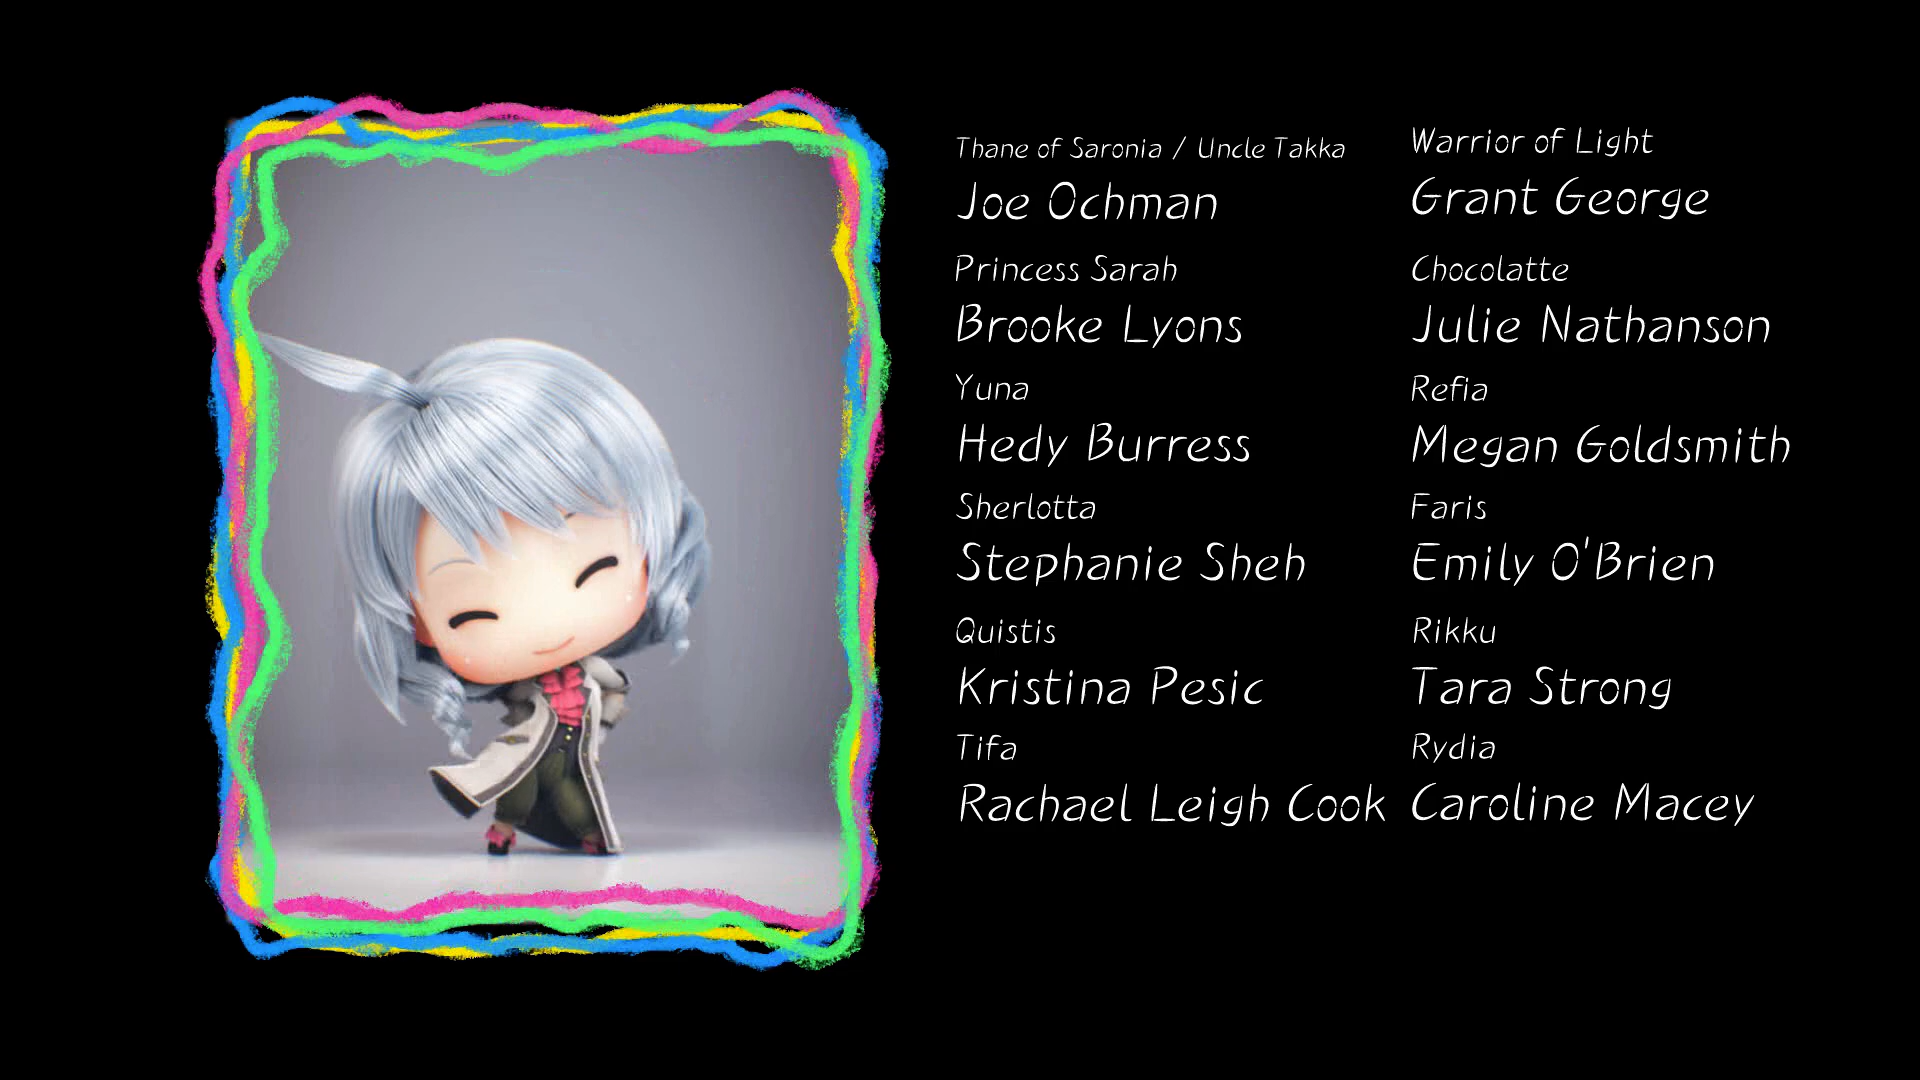 Thane of Saronia / Uncle Takka
Joe Ochman
Princess Sarah
Brooke Lyons
Yuna
Hedy Burress
Sherlotta
Stephanie Sheh
Quistis
Kristina Pesic
Tifa
Rachael Leigh Cook
Warrior of Light
Grant George
Chocolatte
Julie Nathanson
Refia
Megan Goldsmith
Faris
Emily O'Brien
Rikku
Tara Strong
Rydia
Caroline Macey